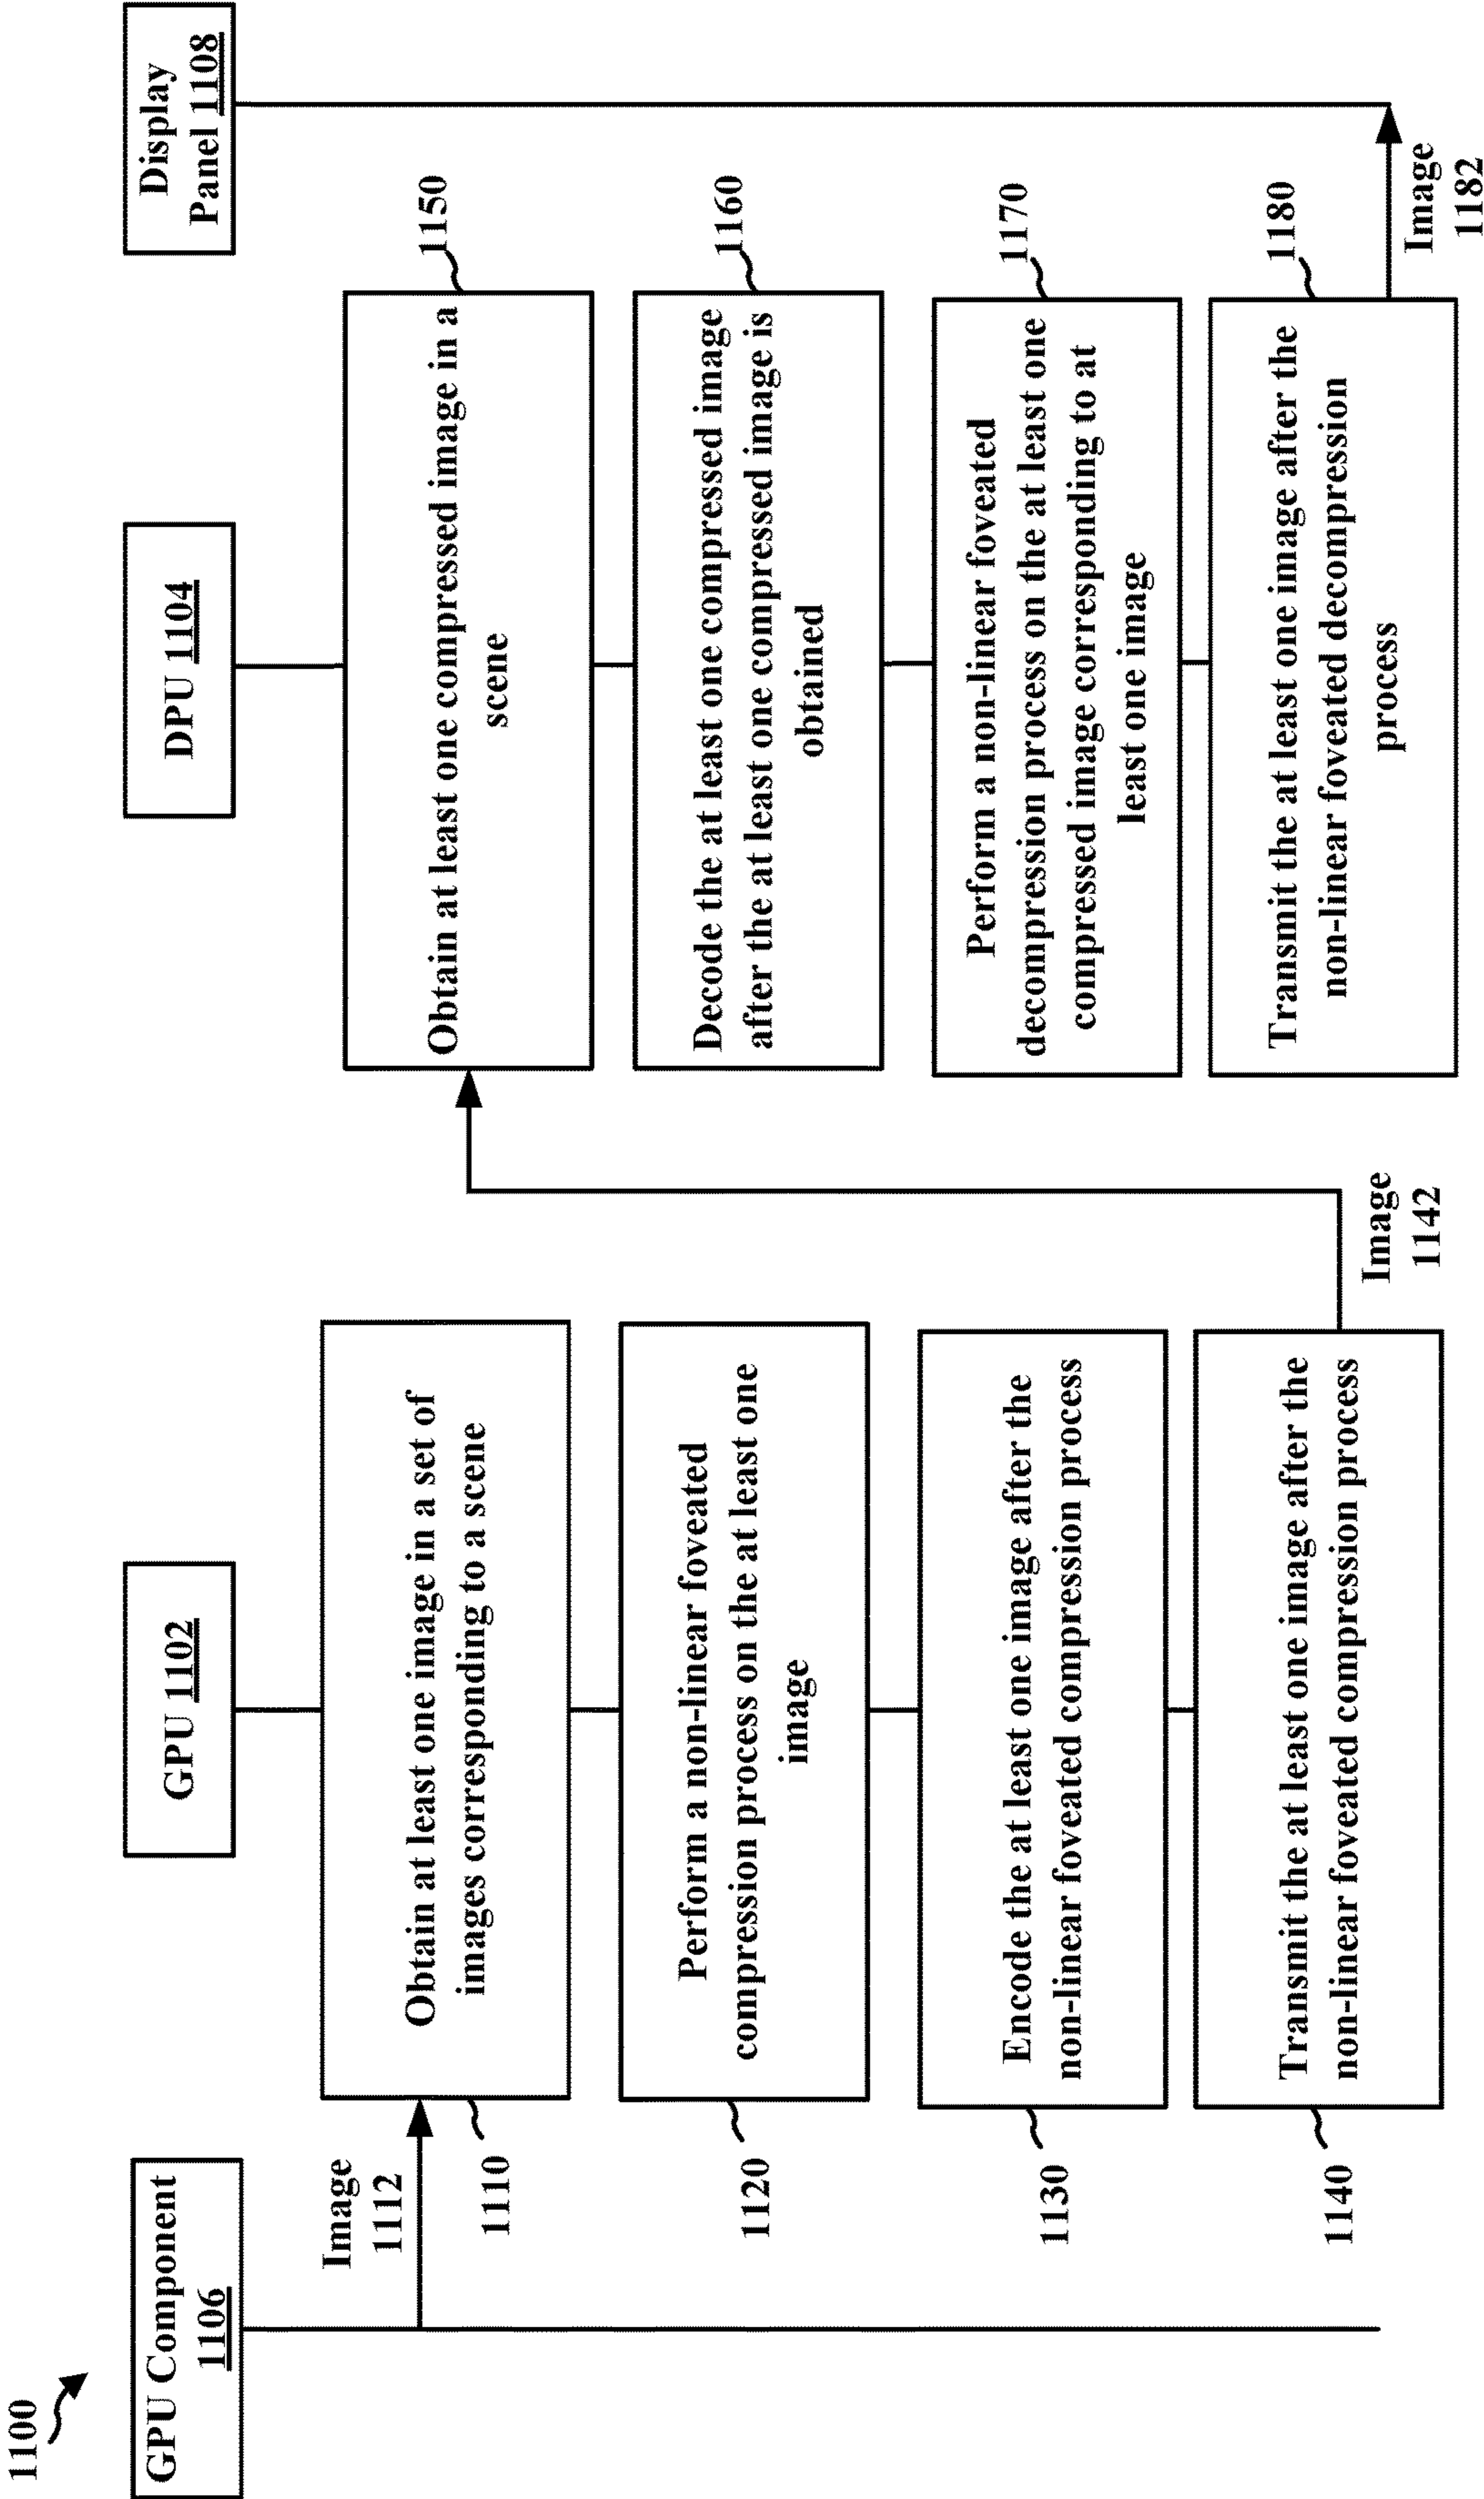 1100
GPU Component
1106
GPU 1102
DPU 1104
Display
Panel 1108
Image
1112
Obtain at least one image in a set of
images corresponding to a scene
1110
Perform a non-linear foveated
compression process on the at least one
image
1120
Encode the at least one image after the
non-linear foveated compression process
1130
Transmit the at least one image after the
non-linear foveated compression process
1140
Image
1142
Obtain at least one compressed image in a
scene
1150
Decode the at least one compressed image
after the at least one compressed image is
obtained
1160
Perform a non-linear foveated
decompression process on the at least one
compressed image corresponding to at
least one image
1170
Transmit the at least one image after the
non-linear foveated decompression
process
1180
Image
1182